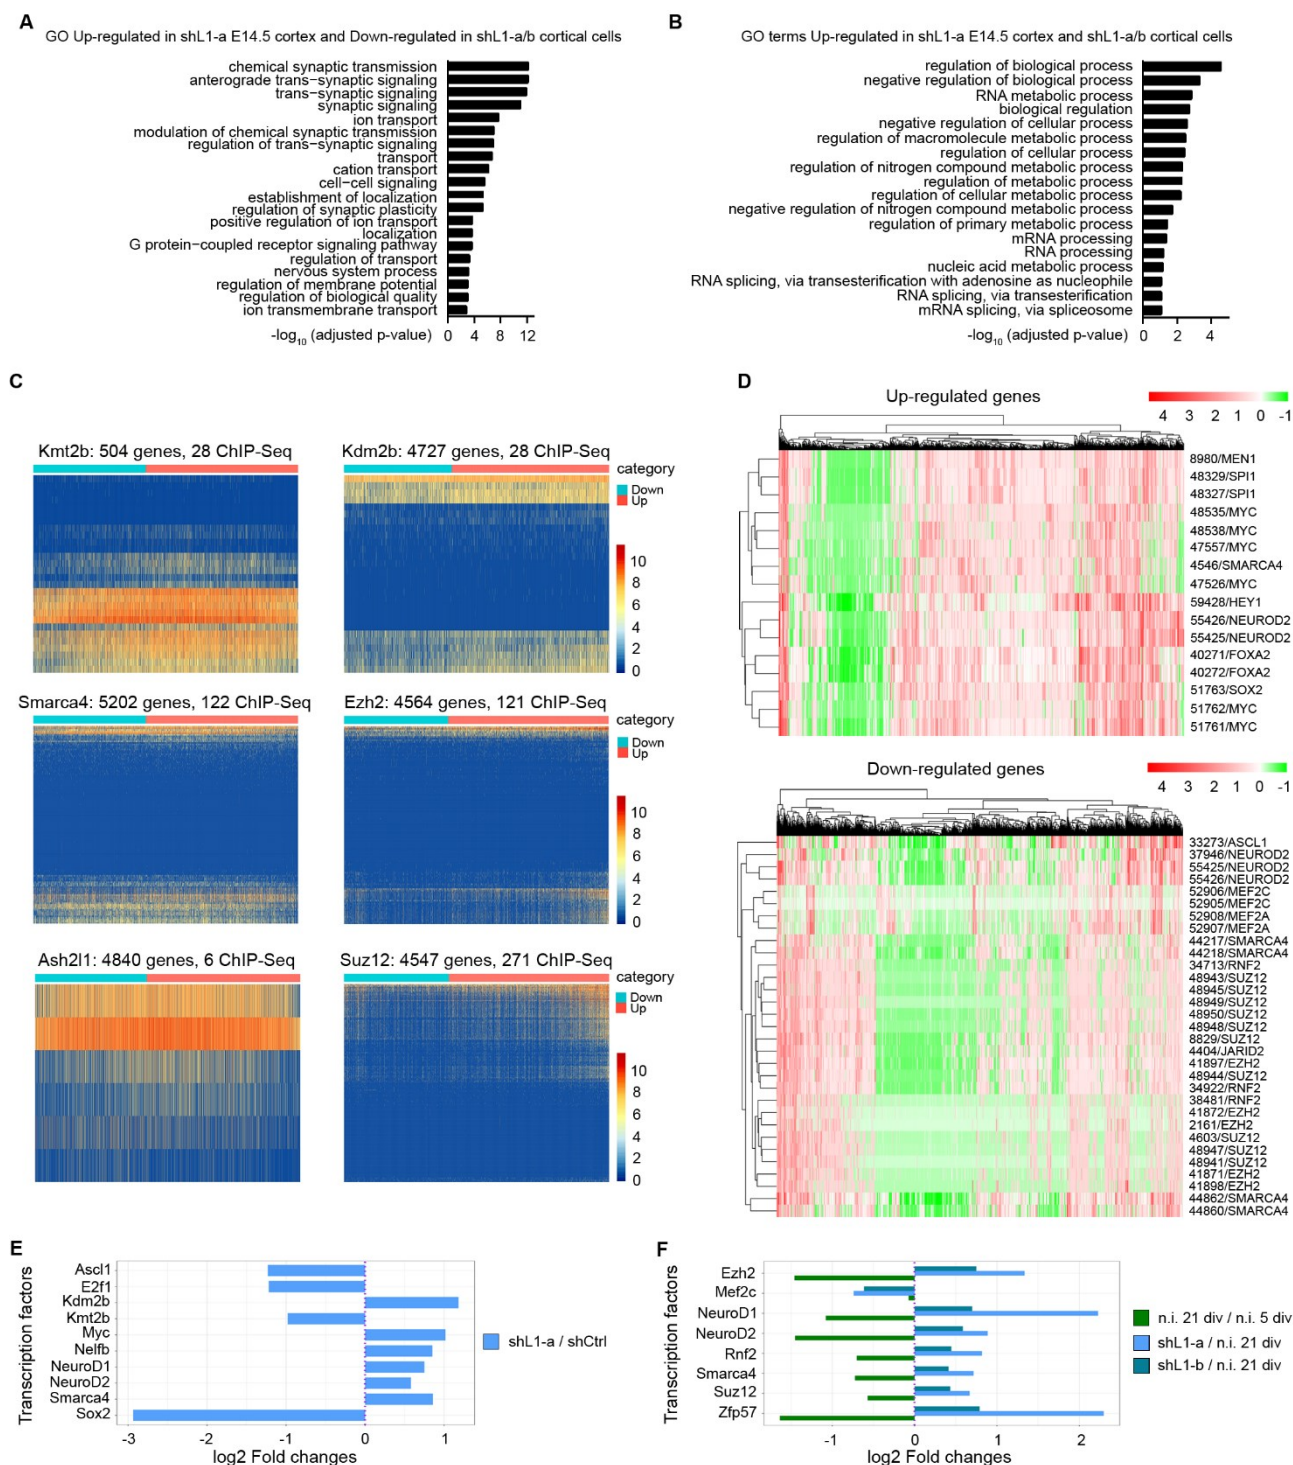 A
GO Up-regulated in shL1-a E14.5 cortex and Down-regulated in shL1-a/b cortical cells
chemical synaptic transmission
anterograde trans−synaptic signaling
trans−synaptic signaling
synaptic signaling
ion transport
modulation of chemical synaptic transmission
regulation of trans−synaptic signaling
transport
cation transport
cell−cell signaling
establishment of localization
regulation of synaptic plasticity
positive regulation of ion transport
localization
G protein−coupled receptor signaling pathway
regulation of transport
nervous system process
regulation of membrane potential
regulation of biological quality
ion transmembrane transport
0 4 8 12
-log10 (adjusted p-value)
B
GO terms Up-regulated in shL1-a E14.5 cortex and shL1-a/b cortical cells
regulation of biological process
negative regulation of biological process
RNA metabolic process
biological regulation
negative regulation of cellular process
regulation of macromolecule metabolic process
regulation of cellular process
regulation of nitrogen compound metabolic process
regulation of metabolic process
regulation of cellular metabolic process
negative regulation of nitrogen compound metabolic process
regulation of primary metabolic process
mRNA processing
RNA processing
nucleic acid metabolic process
RNA splicing, via transesterification with adenosine as nucleophile
RNA splicing, via transesterification
mRNA splicing, via spliceosome
0 2 4
-log10 (adjusted p-value)
C
Kmt2b: 504 genes, 28 ChIP-Seq
Kdm2b: 4727 genes, 28 ChIP-Seq
category
Down
Up
10
8
6
4
2
0
Smarca4: 5202 genes, 122 ChIP-Seq
Ezh2: 4564 genes, 121 ChIP-Seq
category
Down
Up
10
8
6
4
2
0
Ash2l1: 4840 genes, 6 ChIP-Seq
Suz12: 4547 genes, 271 ChIP-Seq
category
Down
Up
10
8
6
4
2
0
D
Up-regulated genes
4 3 2 1 0 -1
8980/MEN1
48329/SPI1
48327/SPI1
48535/MYC
48538/MYC
47557/MYC
4546/SMARCA4
47526/MYC
59428/HEY1
55426/NEUROD2
55425/NEUROD2
40271/FOXA2
40272/FOXA2
51763/SOX2
51762/MYC
51761/MYC
Down-regulated genes
4 3 2 1 0 -1
33273/ASCL1
37946/NEUROD2
55425/NEUROD2
55426/NEUROD2
52906/MEF2C
52905/MEF2C
52908/MEF2A
52907/MEF2A
44217/SMARCA4
44218/SMARCA4
34713/RNF2
48943/SUZ12
48945/SUZ12
48949/SUZ12
48950/SUZ12
48948/SUZ12
8829/SUZ12
4404/JARID2
41897/EZH2
48944/SUZ12
34922/RNF2
38481/RNF2
41872/EZH2
2161/EZH2
4603/SUZ12
48947/SUZ12
48941/SUZ12
41871/EZH2
41898/EZH2
44862/SMARCA4
44860/SMARCA4
E
Transcription factors
Ascl1
E2f1
Kdm2b
Kmt2b
Myc
Nelfb
NeuroD1
NeuroD2
Smarca4
Sox2
shL1-a / shCtrl
-3 -2 -1 0 1
log2 Fold changes
F
Transcription factors
Ezh2
Mef2c
NeuroD1
NeuroD2
Rnf2
Smarca4
Suz12
Zfp57
n.i. 21 div / n.i. 5 div
shL1-a / n.i. 21 div
shL1-b / n.i. 21 div
-1 0 1 2
log2 Fold changes